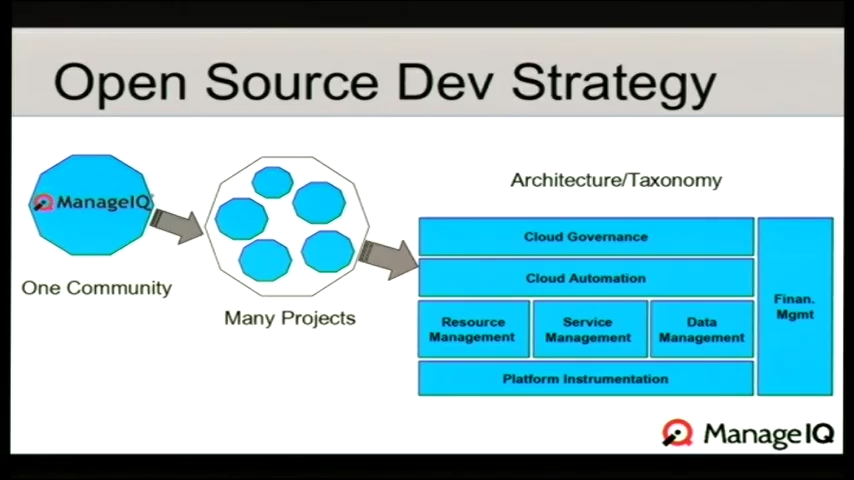 Open Source Dev Strategy
ManageIQ
One Community
Many Projects
Architecture/Taxonomy
Cloud Governance
Cloud Automation
Resource
Management
Service
Management
Data
Management
Platform Instrumentation
Finan.
Mgmt
ManageIQ